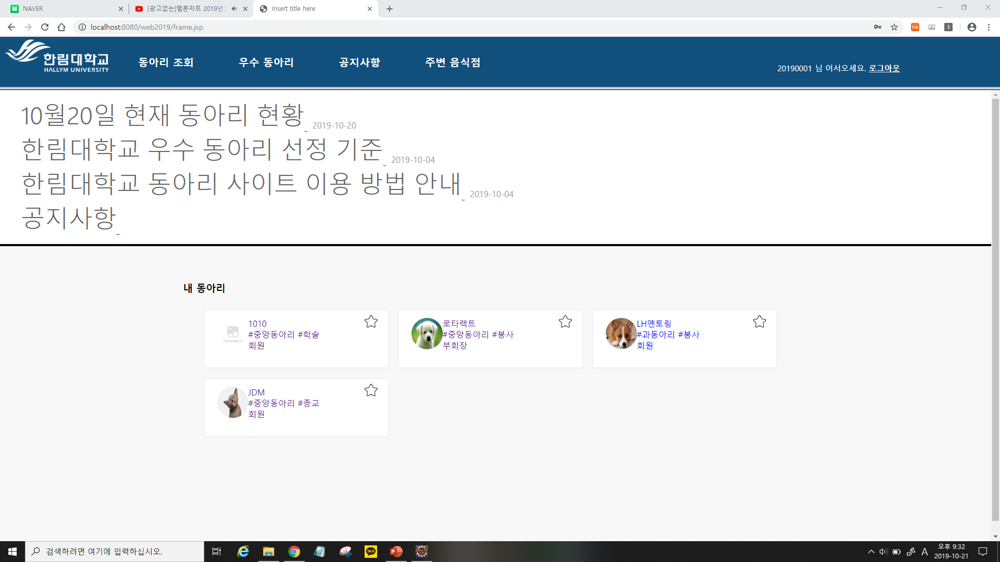 NAVER
[광고없는]멜론차트 2019년
Insert title here
localhost:8080/web2019/frame.jsp
한림대학교
HALLYM UNIVERSITY
동아리 조회
우수 동아리
공지사항
주변 음식점
20190001 님 어서오세요. 로그아웃
10월20일 현재 동아리 현황 2019-10-20
한림대학교 우수 동아리 선정 기준 2019-10-04
한림대학교 동아리 사이트 이용 방법 안내 2019-10-04
공지사항
내 동아리
1010
#중앙동아리 #학술
회원
로타랙트
#중앙동아리 #봉사
부회장
LH멘토링
#과동아리 #봉사
회원
JDM
#중앙동아리 #종교
회원
검색하려면 여기에 입력하십시오.
TALK
A
오후 9:32
2019-10-21